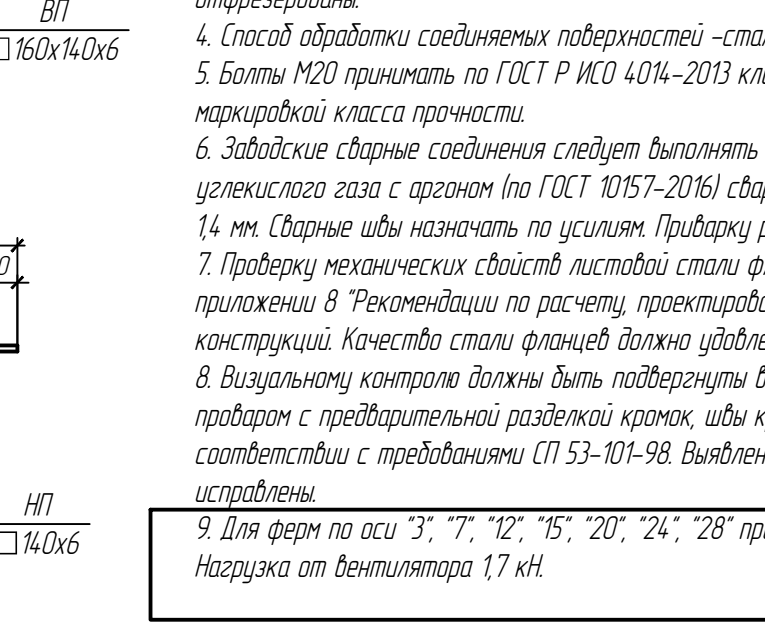 ВП
160х140х6
отфрезерованы.
4. Способ обработки соединяемых поверхностей –
5. Болты М20 принимать по ГОСТ Р ИСО 4014–2013
маркировкой класса прочности.
6. Заводские сварные соединения следует выполнять
углекислого газа с аргоном (по ГОСТ 10157–2016)
1,4 мм. Сварные швы назначать по усилиям. Приварку
7. Проверку механических свойств листовой стали
приложении 8 "Рекомендации по расчету,
конструкций. Качество стали фланцев должно
8. Визуальному контролю должны быть подвергнуты
проваром с предварительной разделкой кромок, швы
соответствии с требованиями СП 53–101–98.
исправлены.
НП
140х6
9. Для ферм по оси "3", "7", "12", "15", "20", "24", "28"
Нагрузка от вентилятора 1,7 кН.